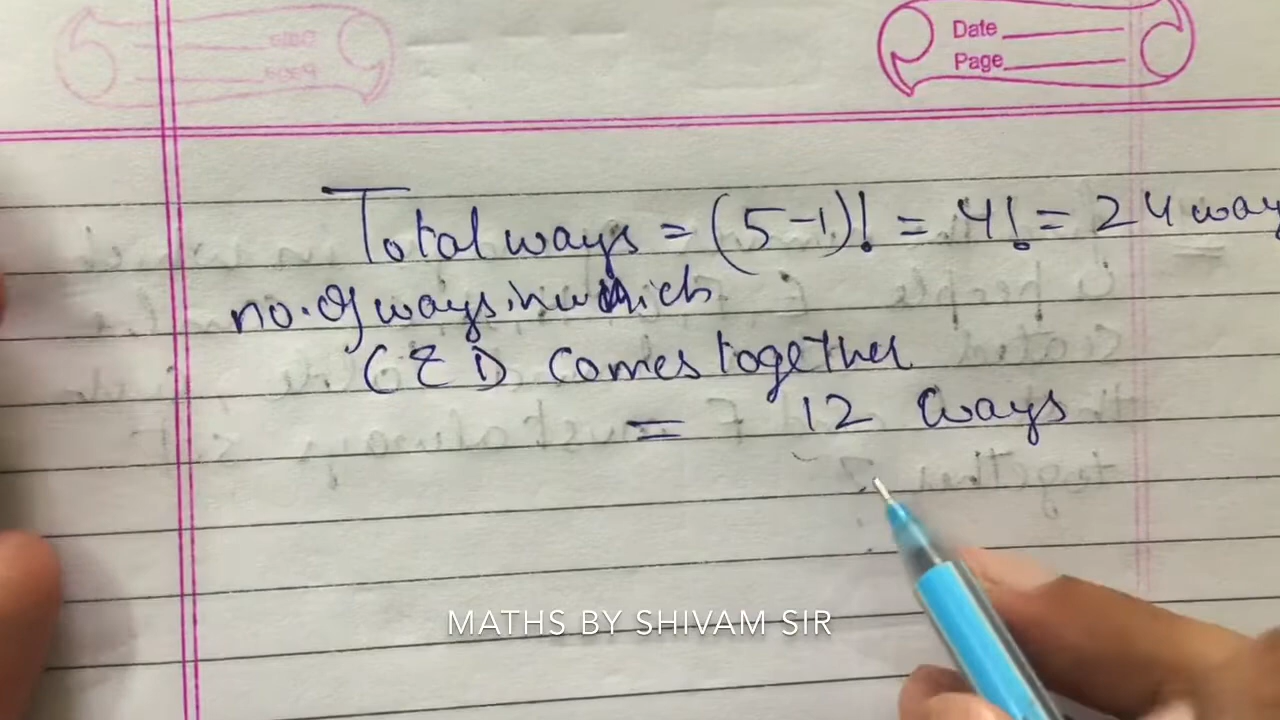 Date
Page
Total ways = (5-1)! = 4! = 24 way
no. of ways in which
C & D comes together
= 12 ways
MATHS BY SHIVAM SIR